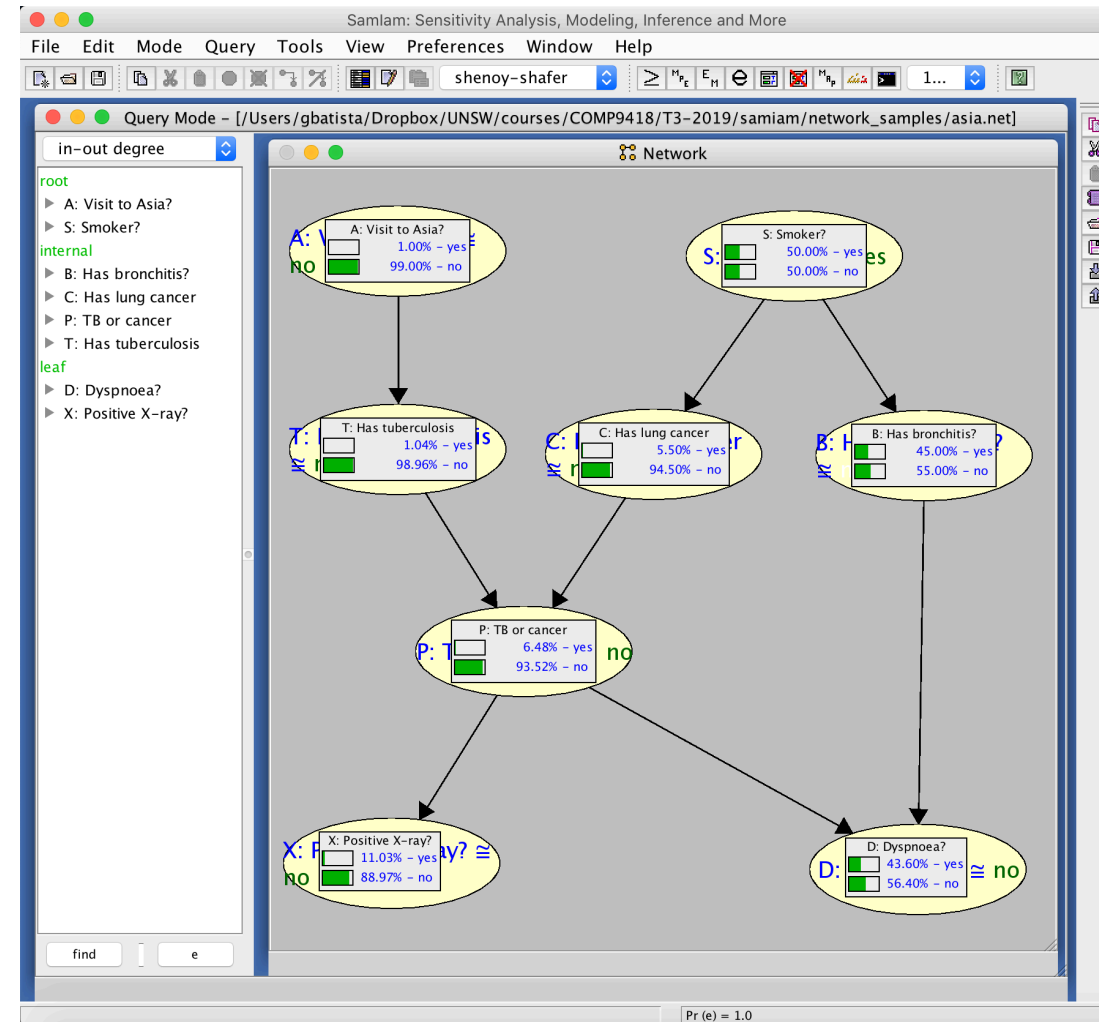 SamIam: Sensitivity Analysis, Modeling, Inference and More
File Edit Mode Query Tools View Preferences Window Help
shenoy-shafer
1...
Query Mode – [/Users/gbatista/Dropbox/UNSW/courses/COMP9418/T3-2019/samiam/network_samples/asia.net]
in-out degree
root
A: Visit to Asia?
S: Smoker?
internal
B: Has bronchitis?
C: Has lung cancer
P: TB or cancer
T: Has tuberculosis
leaf
D: Dyspnoea?
X: Positive X-ray?
find
e
Network
A: Visit to Asia?
1.00% – yes
99.00% – no
A:
no
S: Smoker?
50.00% – yes
50.00% – no
S:
T: Has tuberculosis
1.04% – yes
98.96% – no
T:
C: Has lung cancer
5.50% – yes
94.50% – no
C:
B: Has bronchitis?
45.00% – yes
55.00% – no
B:
P: TB or cancer
6.48% – yes
93.52% – no
P:
no
X: Positive X-ray?
11.03% – yes
88.97% – no
X:
≅
no
D: Dyspnoea?
43.60% – yes
56.40% – no
D:
≅ no
Pr (e) = 1.0